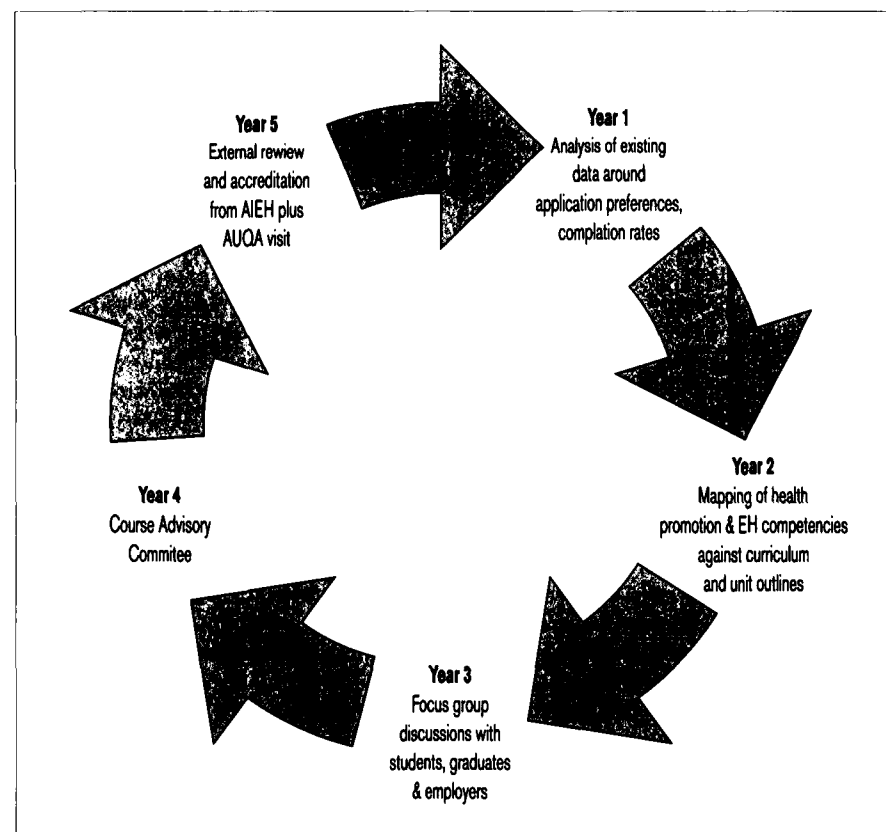 Year 1
Analysis of existing
data around
application preferences,
complation rates
Year 2
Mapping of health
promotion & EH competencies
against curriculum
and unit outlines
Year 3
Focus group
discussions with
students, graduates
& employers
Year 4
Course Advisory
Commitee
Year 5
External rewiew
and accreditation
from AIEH plus
AUQA visit